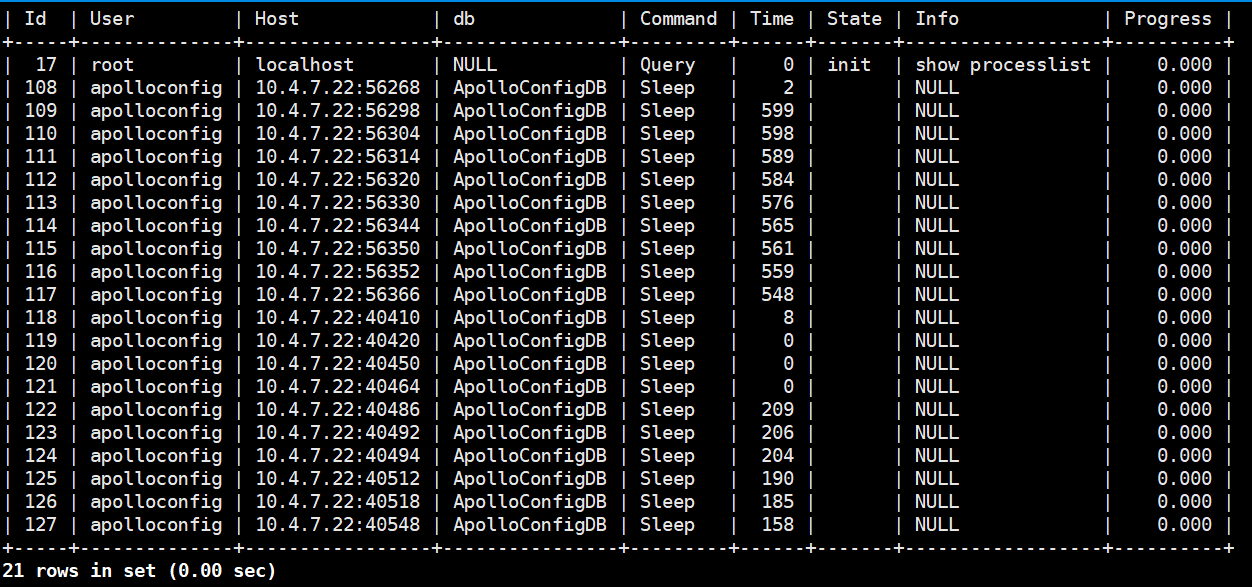 | Id  | User         | Host             | db             | Command | Time | State | Info             | Progress |
+-----+--------------+------------------+----------------+---------+------+-------+------------------+----------+
|  17 | root         | localhost        | NULL           | Query   |    0 | init  | show processlist |    0.000 |
| 108 | apolloconfig | 10.4.7.22:56268 | ApolloConfigDB | Sleep   |    2 |       | NULL             |    0.000 |
| 109 | apolloconfig | 10.4.7.22:56298 | ApolloConfigDB | Sleep   |  599 |       | NULL             |    0.000 |
| 110 | apolloconfig | 10.4.7.22:56304 | ApolloConfigDB | Sleep   |  598 |       | NULL             |    0.000 |
| 111 | apolloconfig | 10.4.7.22:56314 | ApolloConfigDB | Sleep   |  589 |       | NULL             |    0.000 |
| 112 | apolloconfig | 10.4.7.22:56320 | ApolloConfigDB | Sleep   |  584 |       | NULL             |    0.000 |
| 113 | apolloconfig | 10.4.7.22:56330 | ApolloConfigDB | Sleep   |  576 |       | NULL             |    0.000 |
| 114 | apolloconfig | 10.4.7.22:56344 | ApolloConfigDB | Sleep   |  565 |       | NULL             |    0.000 |
| 115 | apolloconfig | 10.4.7.22:56350 | ApolloConfigDB | Sleep   |  561 |       | NULL             |    0.000 |
| 116 | apolloconfig | 10.4.7.22:56352 | ApolloConfigDB | Sleep   |  559 |       | NULL             |    0.000 |
| 117 | apolloconfig | 10.4.7.22:56366 | ApolloConfigDB | Sleep   |  548 |       | NULL             |    0.000 |
| 118 | apolloconfig | 10.4.7.22:40410 | ApolloConfigDB | Sleep   |    8 |       | NULL             |    0.000 |
| 119 | apolloconfig | 10.4.7.22:40420 | ApolloConfigDB | Sleep   |    0 |       | NULL             |    0.000 |
| 120 | apolloconfig | 10.4.7.22:40450 | ApolloConfigDB | Sleep   |    0 |       | NULL             |    0.000 |
| 121 | apolloconfig | 10.4.7.22:40464 | ApolloConfigDB | Sleep   |    0 |       | NULL             |    0.000 |
| 122 | apolloconfig | 10.4.7.22:40486 | ApolloConfigDB | Sleep   |  209 |       | NULL             |    0.000 |
| 123 | apolloconfig | 10.4.7.22:40492 | ApolloConfigDB | Sleep   |  206 |       | NULL             |    0.000 |
| 124 | apolloconfig | 10.4.7.22:40494 | ApolloConfigDB | Sleep   |  204 |       | NULL             |    0.000 |
| 125 | apolloconfig | 10.4.7.22:40512 | ApolloConfigDB | Sleep   |  190 |       | NULL             |    0.000 |
| 126 | apolloconfig | 10.4.7.22:40518 | ApolloConfigDB | Sleep   |  185 |       | NULL             |    0.000 |
| 127 | apolloconfig | 10.4.7.22:40548 | ApolloConfigDB | Sleep   |  158 |       | NULL             |    0.000 |
+-----+--------------+------------------+----------------+---------+------+-------+------------------+----------+
21 rows in set (0.00 sec)